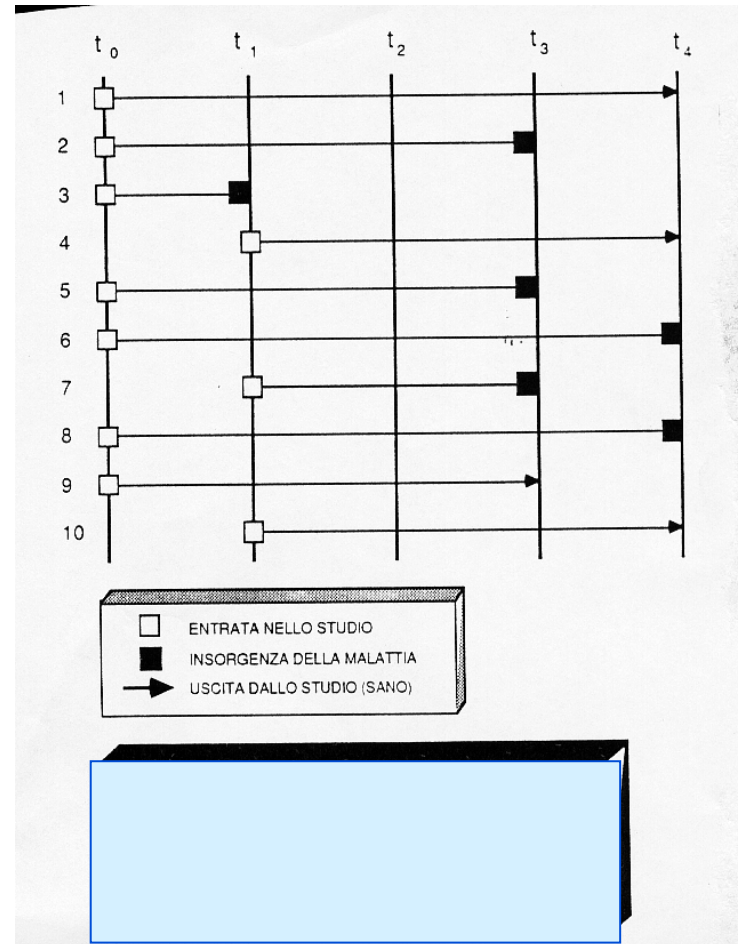 t0 t1 t2 t3 t4
1
2
3
4
5
6
7
8
9
10
ENTRATA NELLO STUDIO
INSORGENZA DELLA MALATTIA
USCITA DALLO STUDIO (SANO)